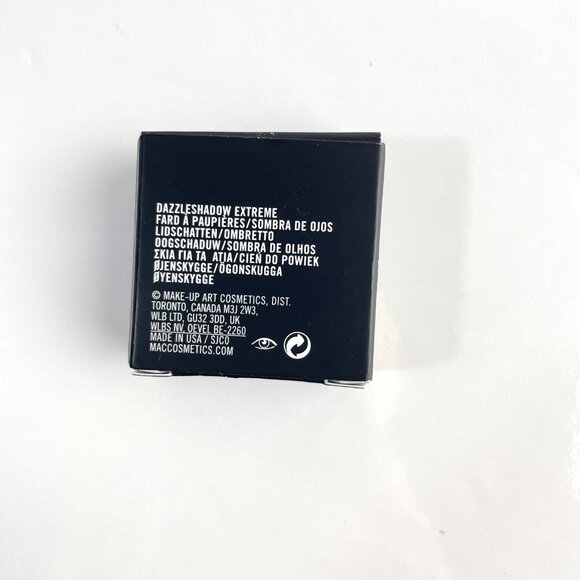 DAZZLESHADOW EXTREME
FARD À PAUPIÈRES/SOMBRA DE OJOS
LIDSCHATTEN/OMBRETTO
OOGSCHADUW/SOMBRA DE OLHOS
ΣΚΙΑ ΓΙΑ ΤΑ ΑΤΙΑ/CIEŃ DO POWIEK
ØJENSKYGGE/ÖGONSKUGGA
ØYENSKYGGE
© MAKE-UP ART COSMETICS, DIST.
TORONTO, CANADA M3J 2W3,
WLB LTD, GU32 3DD, UK
WLBS NV. OEVEL BE-2260
MADE IN USA / SJC0
MACCOSMETICS.COM